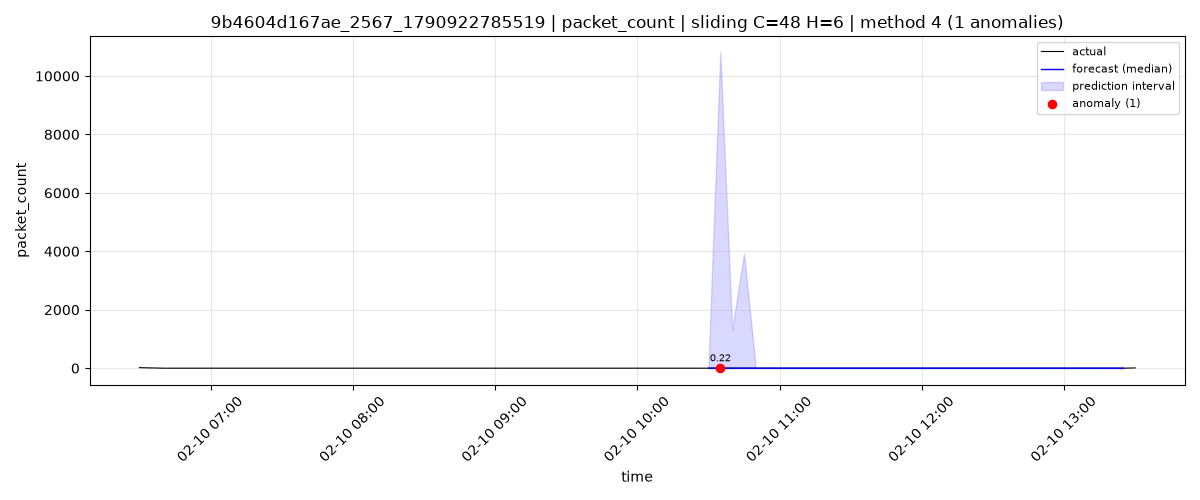 9b4604d167ae_2567_1790922785519 | packet_count | sliding C=48 H=6 | method 4 (1 anomalies)
packet_count
10000
8000
6000
4000
2000
0
actual
forecast (median)
prediction interval
anomaly (1)
0.22
02-10 07:00
02-10 08:00
02-10 09:00
02-10 10:00
02-10 11:00
02-10 12:00
02-10 13:00
time